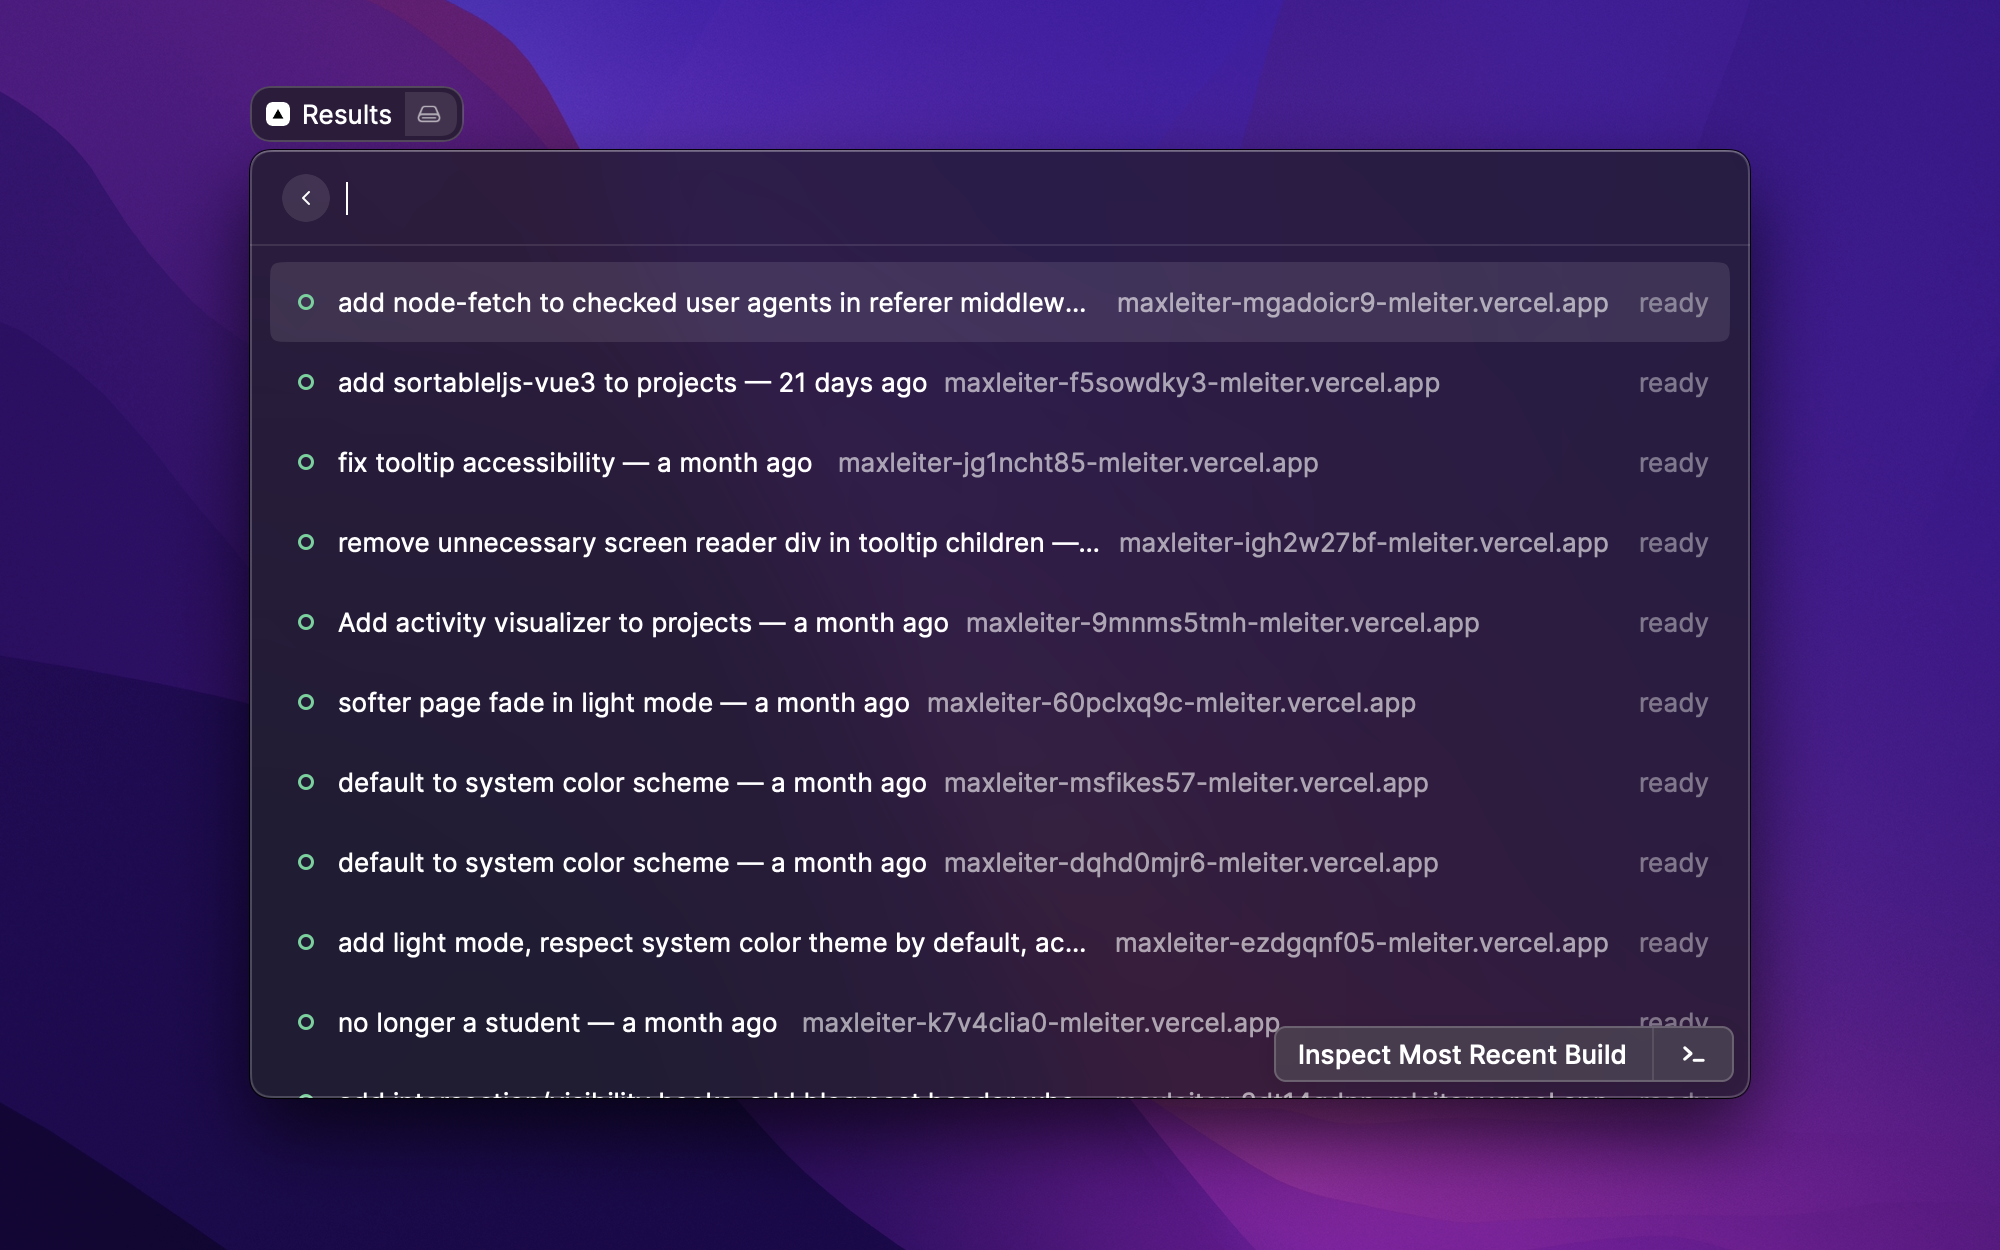 Results
add node-fetch to checked user agents in referer middlew... maxleiter-mgadoicr9-mleiter.vercel.app ready
add sortableljs-vue3 to projects — 21 days ago maxleiter-f5sowdky3-mleiter.vercel.app ready
fix tooltip accessibility — a month ago maxleiter-jg1ncht85-mleiter.vercel.app ready
remove unnecessary screen reader div in tooltip children —... maxleiter-igh2w27bf-mleiter.vercel.app ready
Add activity visualizer to projects — a month ago maxleiter-9mnms5tmh-mleiter.vercel.app ready
softer page fade in light mode — a month ago maxleiter-60pclxq9c-mleiter.vercel.app ready
default to system color scheme — a month ago maxleiter-msfikes57-mleiter.vercel.app ready
default to system color scheme — a month ago maxleiter-dqhd0mjr6-mleiter.vercel.app ready
add light mode, respect system color theme by default, ac... maxleiter-ezdgqnf05-mleiter.vercel.app ready
no longer a student — a month ago maxleiter-k7v4clia0-mleiter.vercel.app ready
Inspect Most Recent Build